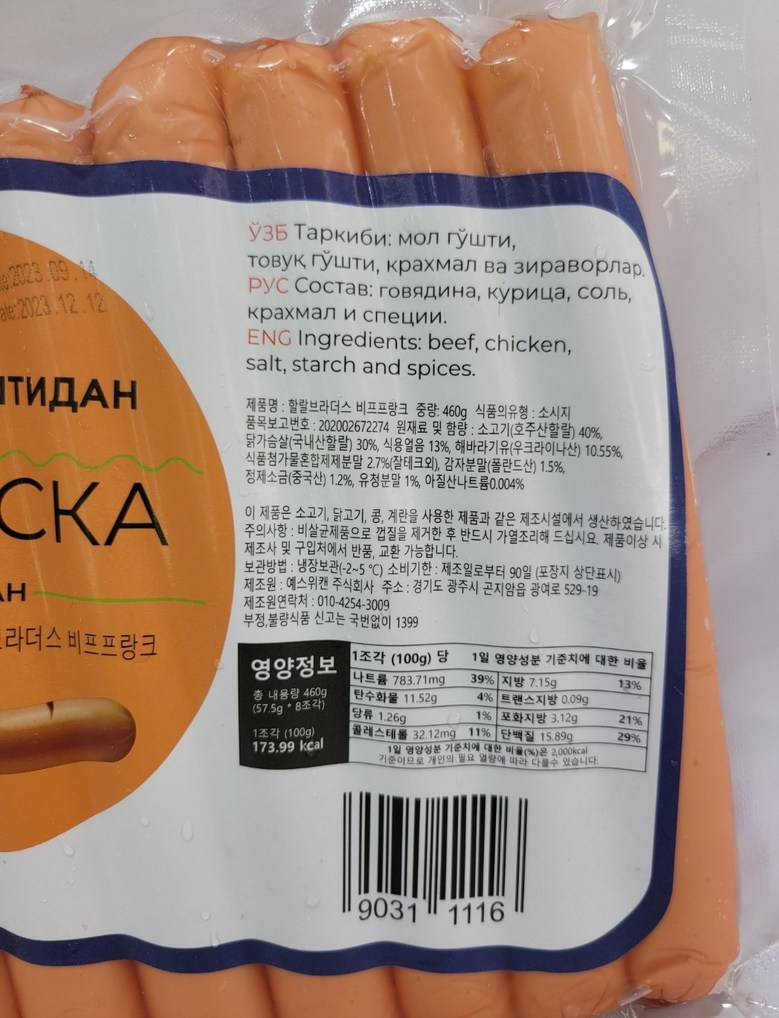 2023.09.14
ale:2023.12.12
ТИДАН
СКА
АН
라더스 비프프랑크
ЎЗБ Таркиби: мол гўшти,
товуқ гўшти, крахмал ва зираворлар.
РУС Состав: говядина, курица, соль,
крахмал и специи.
ENG Ingredients: beef, chicken,
salt, starch and spices.
제품명 : 할랄브라더스 비프프랑크 중량: 460g 식품의유형 : 소시지
품목보고번호 : 202002672274 원재료 및 함량 : 소고기(호주산할랄) 40%,
닭가슴살(국내산할랄) 30%, 식용얼음 13%, 해바라기유(우크라이나산) 10.55%,
식품첨가물혼합제제분말 2.7%(잘테크외), 감자분말(폴란드산) 1.5%,
정제소금(중국산) 1.2%, 유청분말 1%, 아질산나트륨0.004%
이 제품은 소고기, 닭고기, 콩, 계란을 사용한 제품과 같은 제조시설에서 생산하였습니다.
주의사항 : 비살균제품으로 껍질을 제거한 후 반드시 가열조리해 드십시요. 제품이상 시
제조사 및 구입처에서 반품, 교환 가능합니다.
보관방법 : 냉장보관(-2~5 ℃) 소비기한 : 제조일로부터 90일 (포장지 상단표시)
제조원 : 예스위캔 주식회사 주소 : 경기도 광주시 곤지암읍 광여로 529-19
제조원연락처 : 010-4254-3009
부정,불량식품 신고는 국번없이 1399
영양정보
총 내용량 460g
(57.5g * 8조각)
1조각 (100g)
173.99 kcal
1조각 (100g) 당 1일 영양성분 기준치에 대한 비율
나트륨 783.71mg 39% 지방 7.15g 13%
탄수화물 11.52g 4% 트랜스지방 0.09g
당류 1.26g 1% 포화지방 3.12g 21%
콜레스테롤 32.12mg 11% 단백질 15.89g 29%
1일 영양성분 기준치에 대한 비율(%)은 2,000kcal
기준이므로 개인의 필요 열량에 따라 다를수 있습니다.
9031 1116